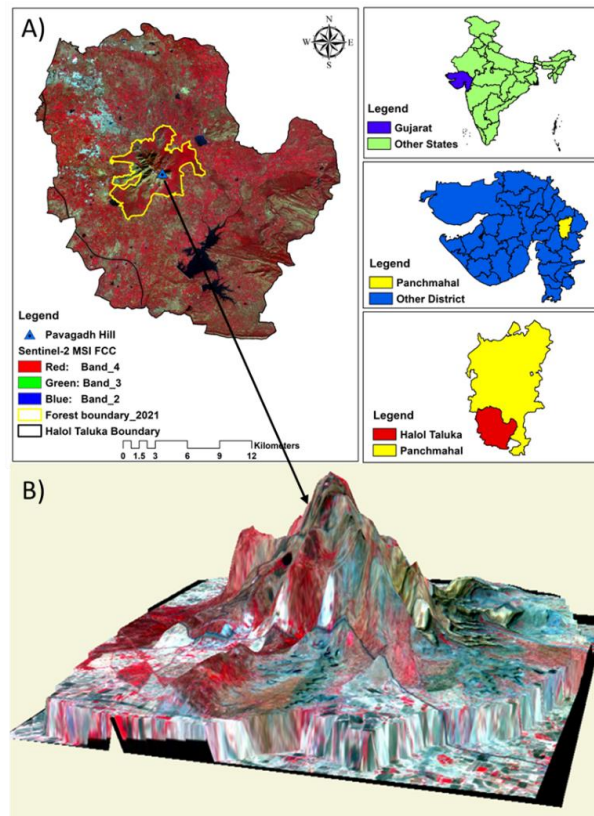 A)
N
W E
S
Legend
Pavagadh Hill
Sentinel-2 MSI FCC
Red: Band_4
Green: Band_3
Blue: Band_2
Forest boundary_2021
Halol Taluka Boundary
Kilometers
0 1.5 3 6 9 12
Legend
Gujarat
Other States
Legend
Panchmahal
Other District
Legend
Halol Taluka
Panchmahal
B)